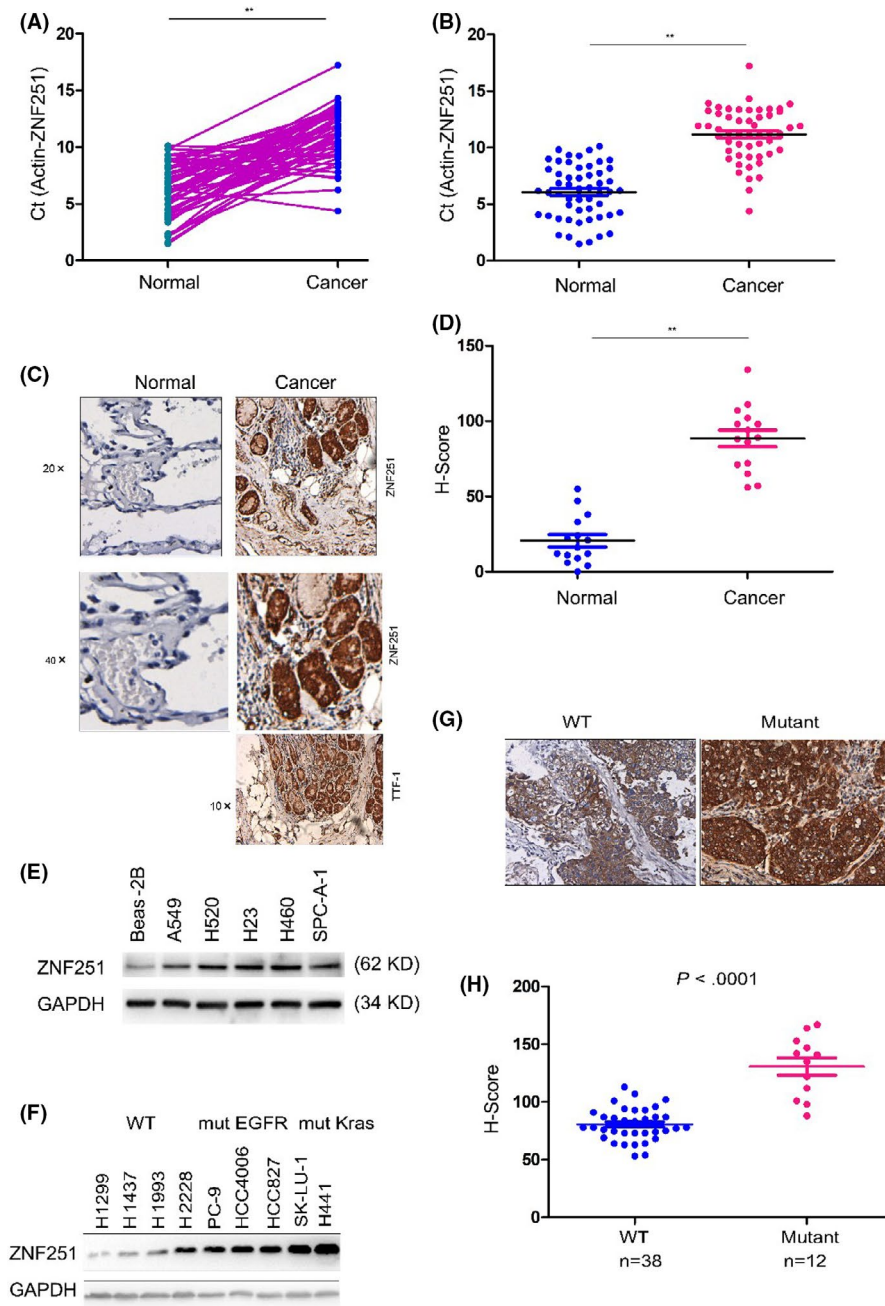 (A)
**
Ct (Actin-ZNF251)
20
15
10
5
0
Normal
Cancer
(B)
**
Ct (Actin-ZNF251)
20
15
10
5
0
Normal
Cancer
(C)
Normal
Cancer
20 ×
ZNF251
40 ×
ZNF251
10 ×
TTF-1
(D)
**
H-Score
150
100
50
0
Normal
Cancer
(E)
Beas-2B
A549
H520
H23
H460
SPC-A-1
ZNF251
(62 KD)
GAPDH
(34 KD)
(F)
WT
mut EGFR
mut Kras
H1299
H1437
H1993
H2228
PC-9
HCC4006
HCC827
SK-LU-1
H441
ZNF251
GAPDH
(G)
WT
Mutant
(H)
P < .0001
H-Score
200
150
100
50
0
WT
n=38
Mutant
n=12